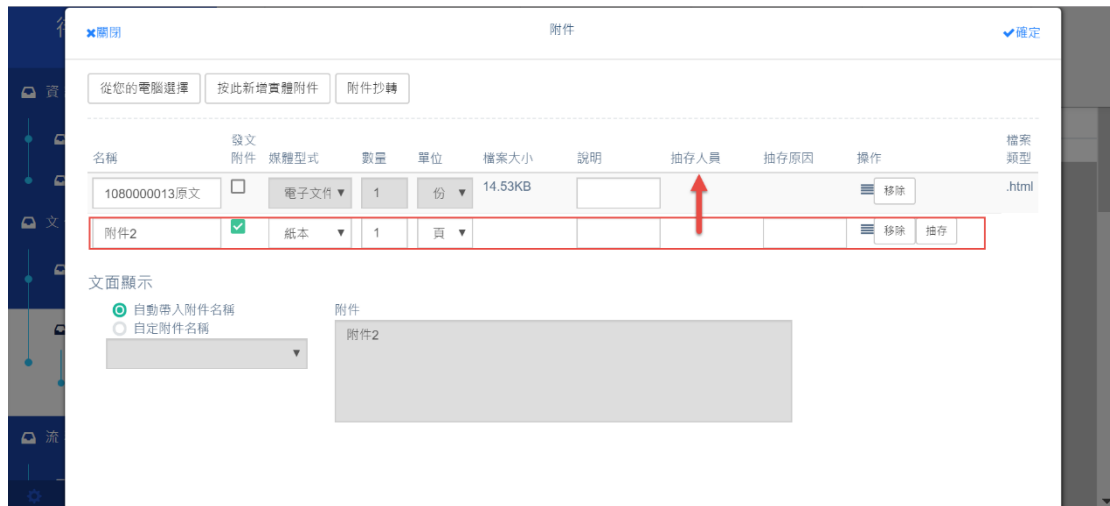 關閉
附件
確定
從您的電腦選擇 按此新增實體附件 附件抄轉
資
文
流
名稱 發文附件 媒體型式 數量 單位 檔案大小 說明 抽存人員 抽存原因 操作 檔案類型
1080000013原文 電子文件 1 份 14.53KB 移除 .html
附件2 紙本 1 頁 移除 抽存
文面顯示
自動帶入附件名稱
自定附件名稱
附件
附件2